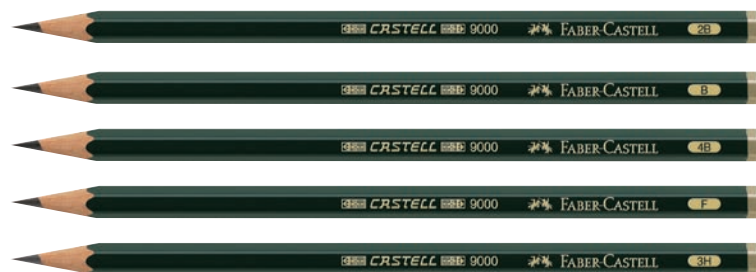 CASTELL 9000 FABER-CASTELL 2B
CASTELL 9000 FABER-CASTELL B
CASTELL 9000 FABER-CASTELL 4B
CASTELL 9000 FABER-CASTELL F
CASTELL 9000 FABER-CASTELL 3H